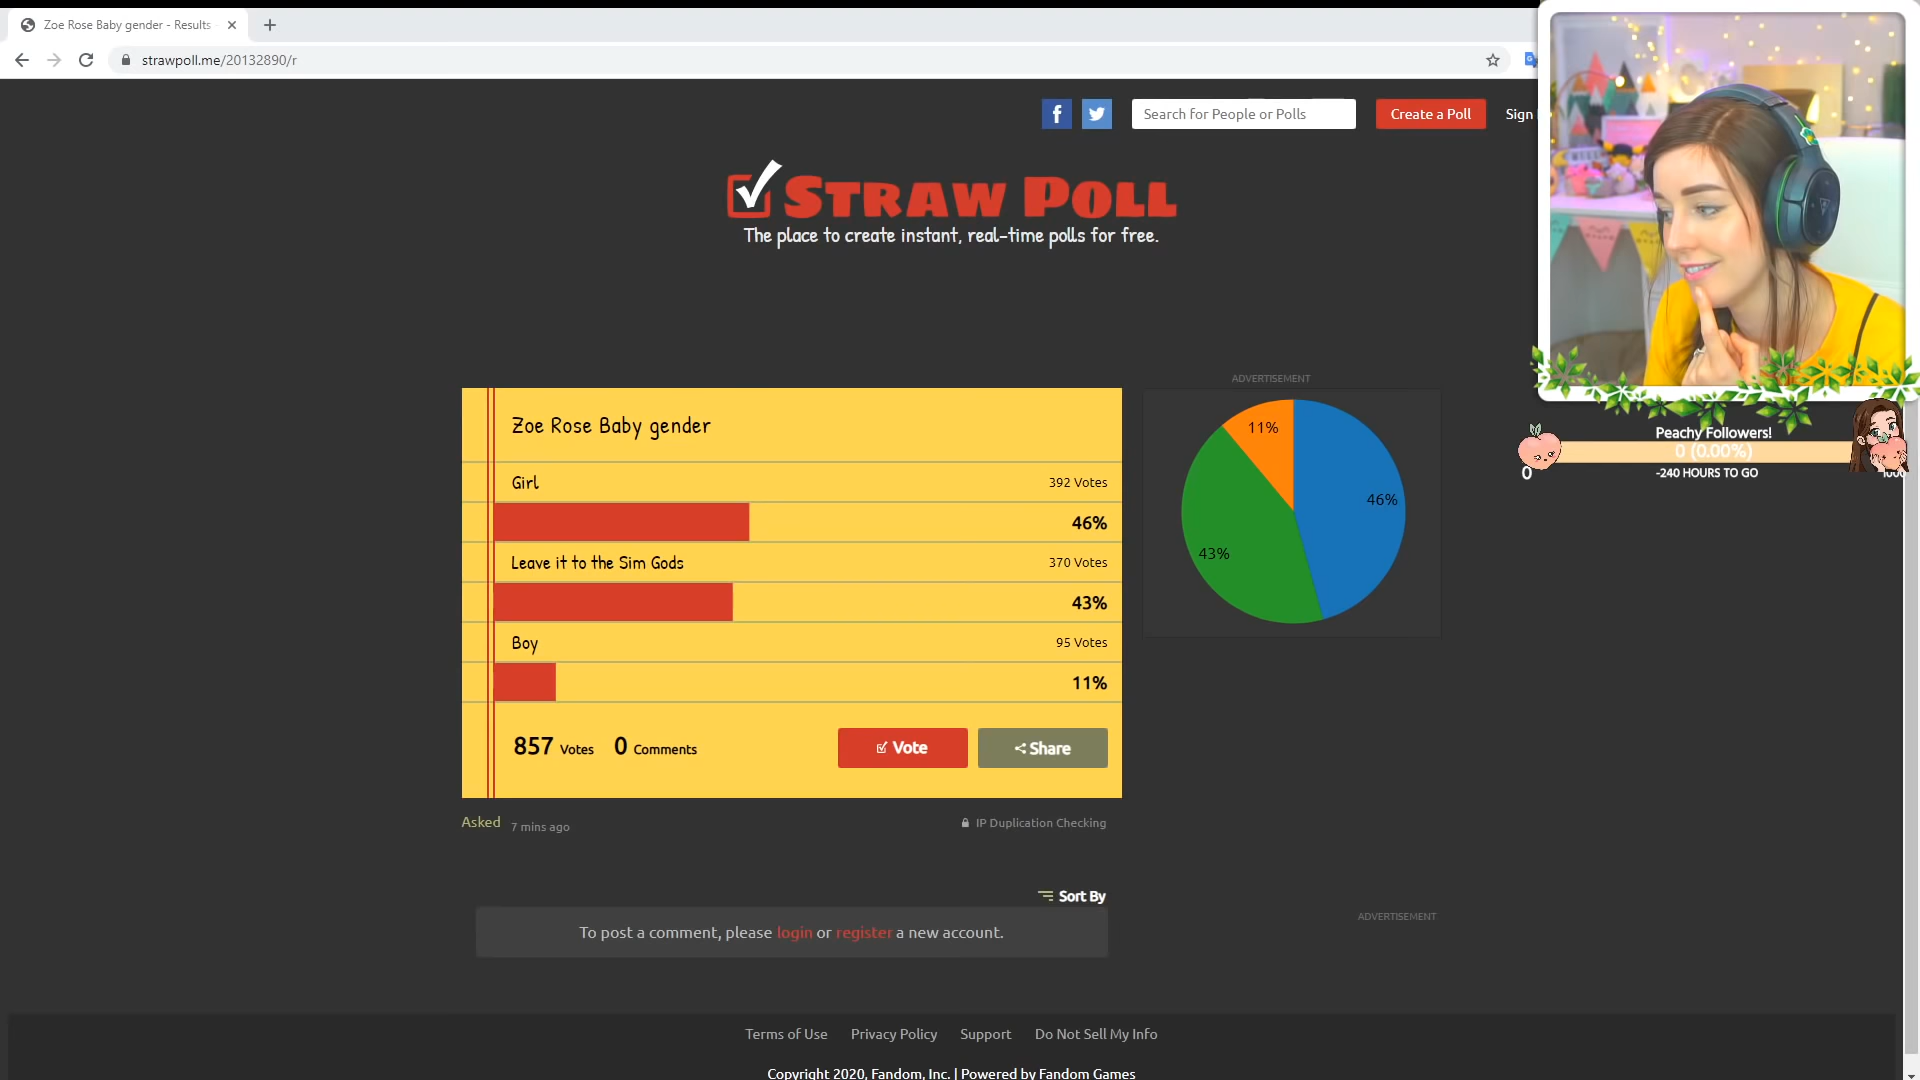 Zoe Rose Baby gender - Results
strawpoll.me/20132890/r
Search for People or Polls
Create a Poll
Sign
STRAW POLL
The place to create instant, real-time polls for free.
ADVERTISEMENT
Zoe Rose Baby gender
Girl 392 Votes
46%
Leave it to the Sim Gods 370 Votes
43%
Boy 95 Votes
11%
857 Votes 0 Comments Vote Share
11%
46%
43%
Peachy Followers!
0 (0.00%)
0 -240 HOURS TO GO 1000
Asked 7 mins ago IP Duplication Checking
Sort By
To post a comment, please login or register a new account.
ADVERTISEMENT
Terms of Use Privacy Policy Support Do Not Sell My Info
Copyright 2020, Fandom, Inc. | Powered by Fandom Games